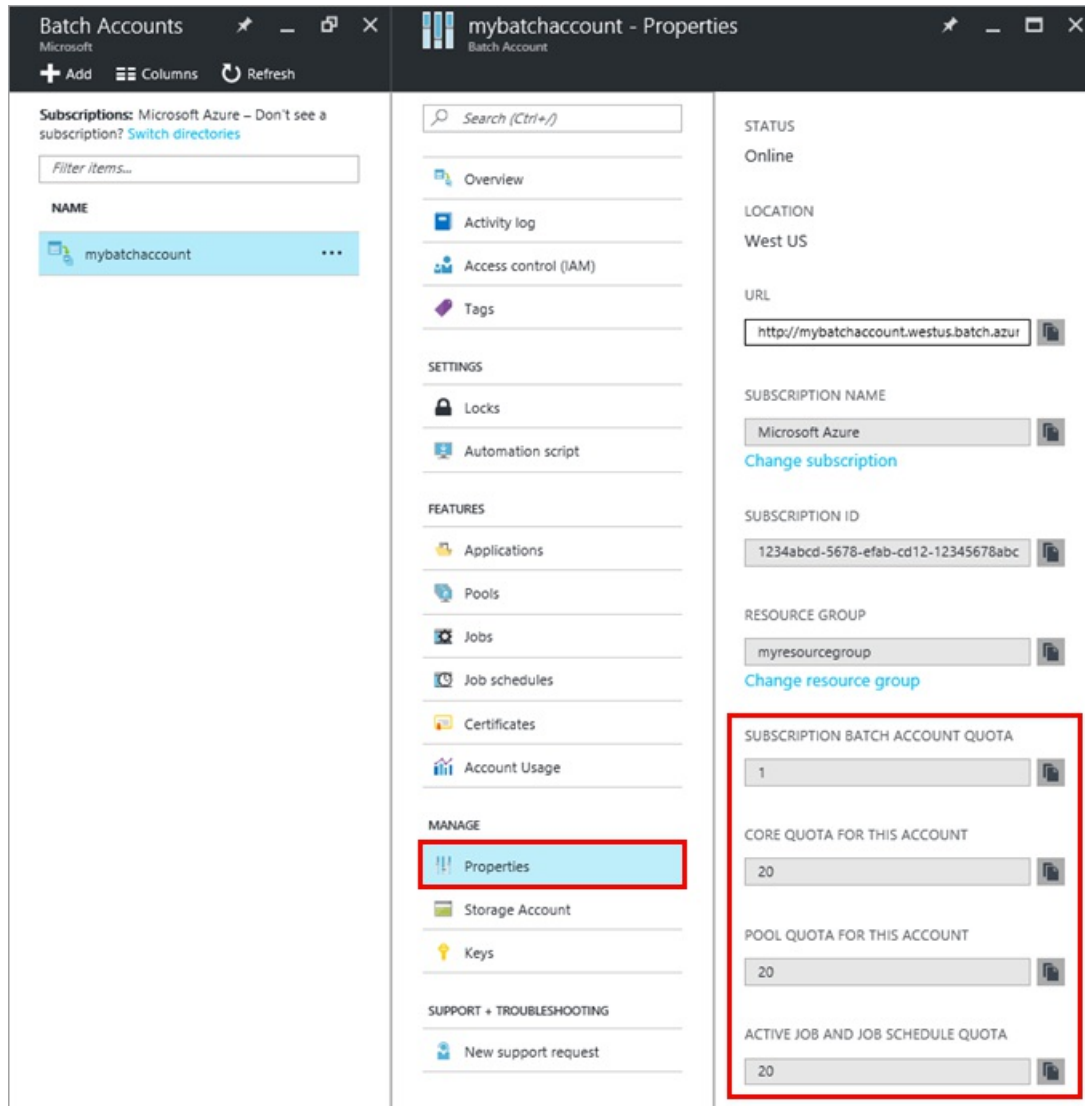 Batch Accounts
Microsoft
Add Columns Refresh
Subscriptions: Microsoft Azure – Don't see a
subscription? Switch directories
Filter items...
NAME
mybatchaccount
mybatchaccount - Properties
Batch Account
Search (Ctrl+/)
Overview
Activity log
Access control (IAM)
Tags
SETTINGS
Locks
Automation script
FEATURES
Applications
Pools
Jobs
Job schedules
Certificates
Account Usage
MANAGE
Properties
Storage Account
Keys
SUPPORT + TROUBLESHOOTING
New support request
STATUS
Online
LOCATION
West US
URL
http://mybatchaccount.westus.batch.azur
SUBSCRIPTION NAME
Microsoft Azure
Change subscription
SUBSCRIPTION ID
1234abcd-5678-efab-cd12-12345678abc
RESOURCE GROUP
myresourcegroup
Change resource group
SUBSCRIPTION BATCH ACCOUNT QUOTA
1
CORE QUOTA FOR THIS ACCOUNT
20
POOL QUOTA FOR THIS ACCOUNT
20
ACTIVE JOB AND JOB SCHEDULE QUOTA
20